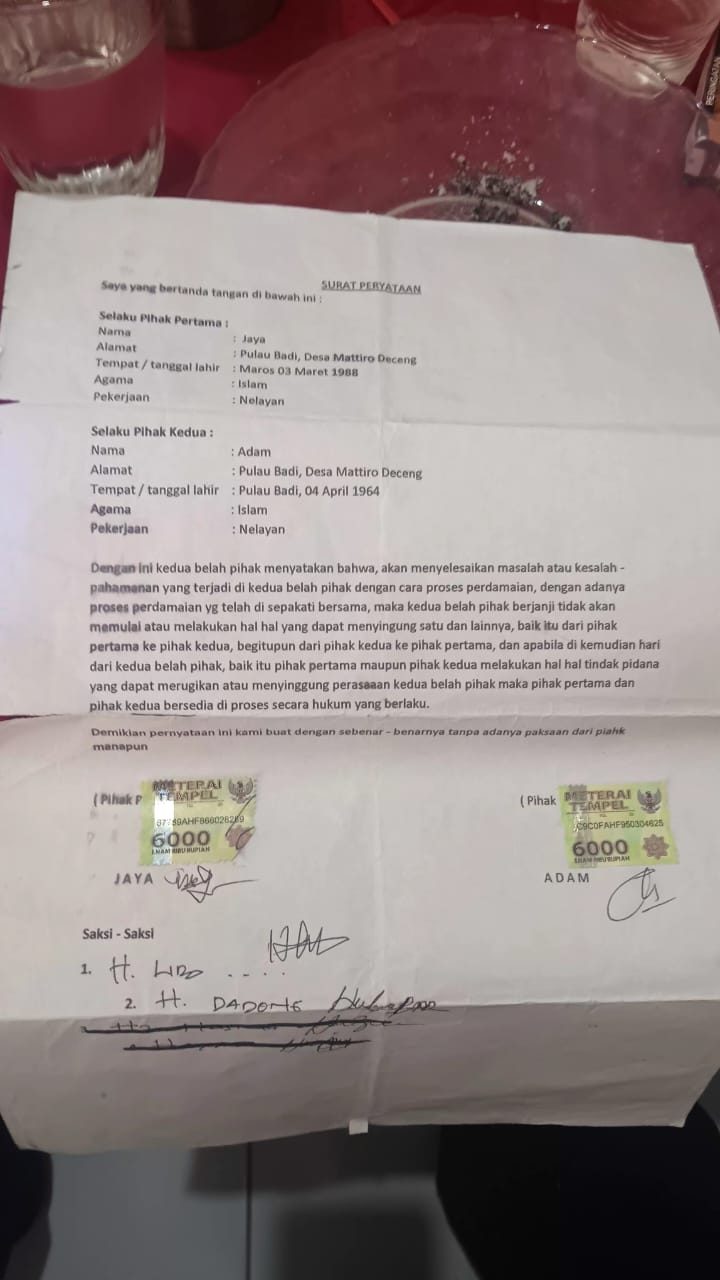 PERINGATAN
SURAT PERYATAAN
Saya yang bertanda tangan di bawah ini :
Selaku Pihak Pertama :
Nama : Jaya
Alamat : Pulau Badi, Desa Mattiro Deceng
Tempat / tanggal lahir : Maros 03 Maret 1988
Agama : Islam
Pekerjaan : Nelayan
Selaku Pihak Kedua :
Nama : Adam
Alamat : Pulau Badi, Desa Mattiro Deceng
Tempat / tanggal lahir : Pulau Badi, 04 April 1964
Agama : Islam
Pekerjaan : Nelayan
Dengan ini kedua belah pihak menyatakan bahwa, akan menyelesaikan masalah atau kesalah -
pahamanan yang terjadi di kedua belah pihak dengan cara proses perdamaian, dengan adanya
proses perdamaian yg telah di sepakati bersama, maka kedua belah pihak berjanji tidak akan
memulai atau melakukan hal hal yang dapat menyingung satu dan lainnya, baik itu dari pihak
pertama ke pihak kedua, begitupun dari pihak kedua ke pihak pertama, dan apabila di kemudian hari
dari kedua belah pihak, baik itu pihak pertama maupun pihak kedua melakukan hal hal tindak pidana
yang dapat merugikan atau menyinggung perasaaan kedua belah pihak maka pihak pertama dan
pihak kedua bersedia di proses secara hukum yang berlaku.
Demikian pernyataan ini kami buat dengan sebenar - benarnya tanpa adanya paksaan dari piahk
manapun
( Pihak P
METERAI
TEMPEL
6000
ENAM RIBU RUPIAH
JAYA
( Pihak
METERAI
TEMPEL
C9C0FAHF950304625
6000
ENAM RIBU RUPIAH
ADAM
Saksi - Saksi
1. H. LIDO . . . .
2. H. DADONG